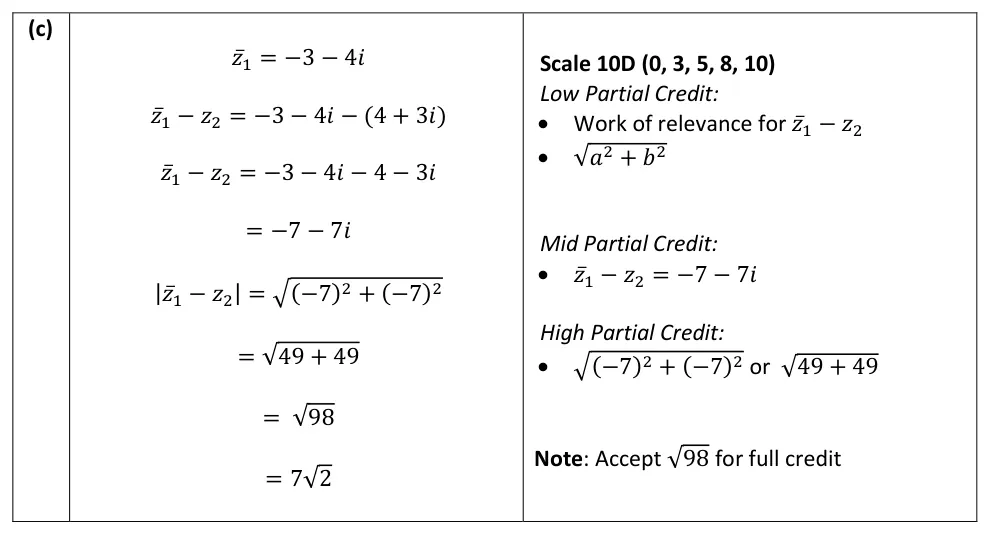 (c)
z̄₁ = −3 − 4i
z̄₁ − z₂ = −3 − 4i − (4 + 3i)
z̄₁ − z₂ = −3 − 4i − 4 − 3i
= −7 − 7i
|z̄₁ − z₂| = √((−7)² + (−7)²)
= √(49 + 49)
= √98
= 7√2
Scale 10D (0, 3, 5, 8, 10)
Low Partial Credit:
• Work of relevance for z̄₁ − z₂
• √(a² + b²)
Mid Partial Credit:
• z̄₁ − z₂ = −7 − 7i
High Partial Credit:
• √((−7)² + (−7)²) or √(49 + 49)
Note: Accept √98 for full credit